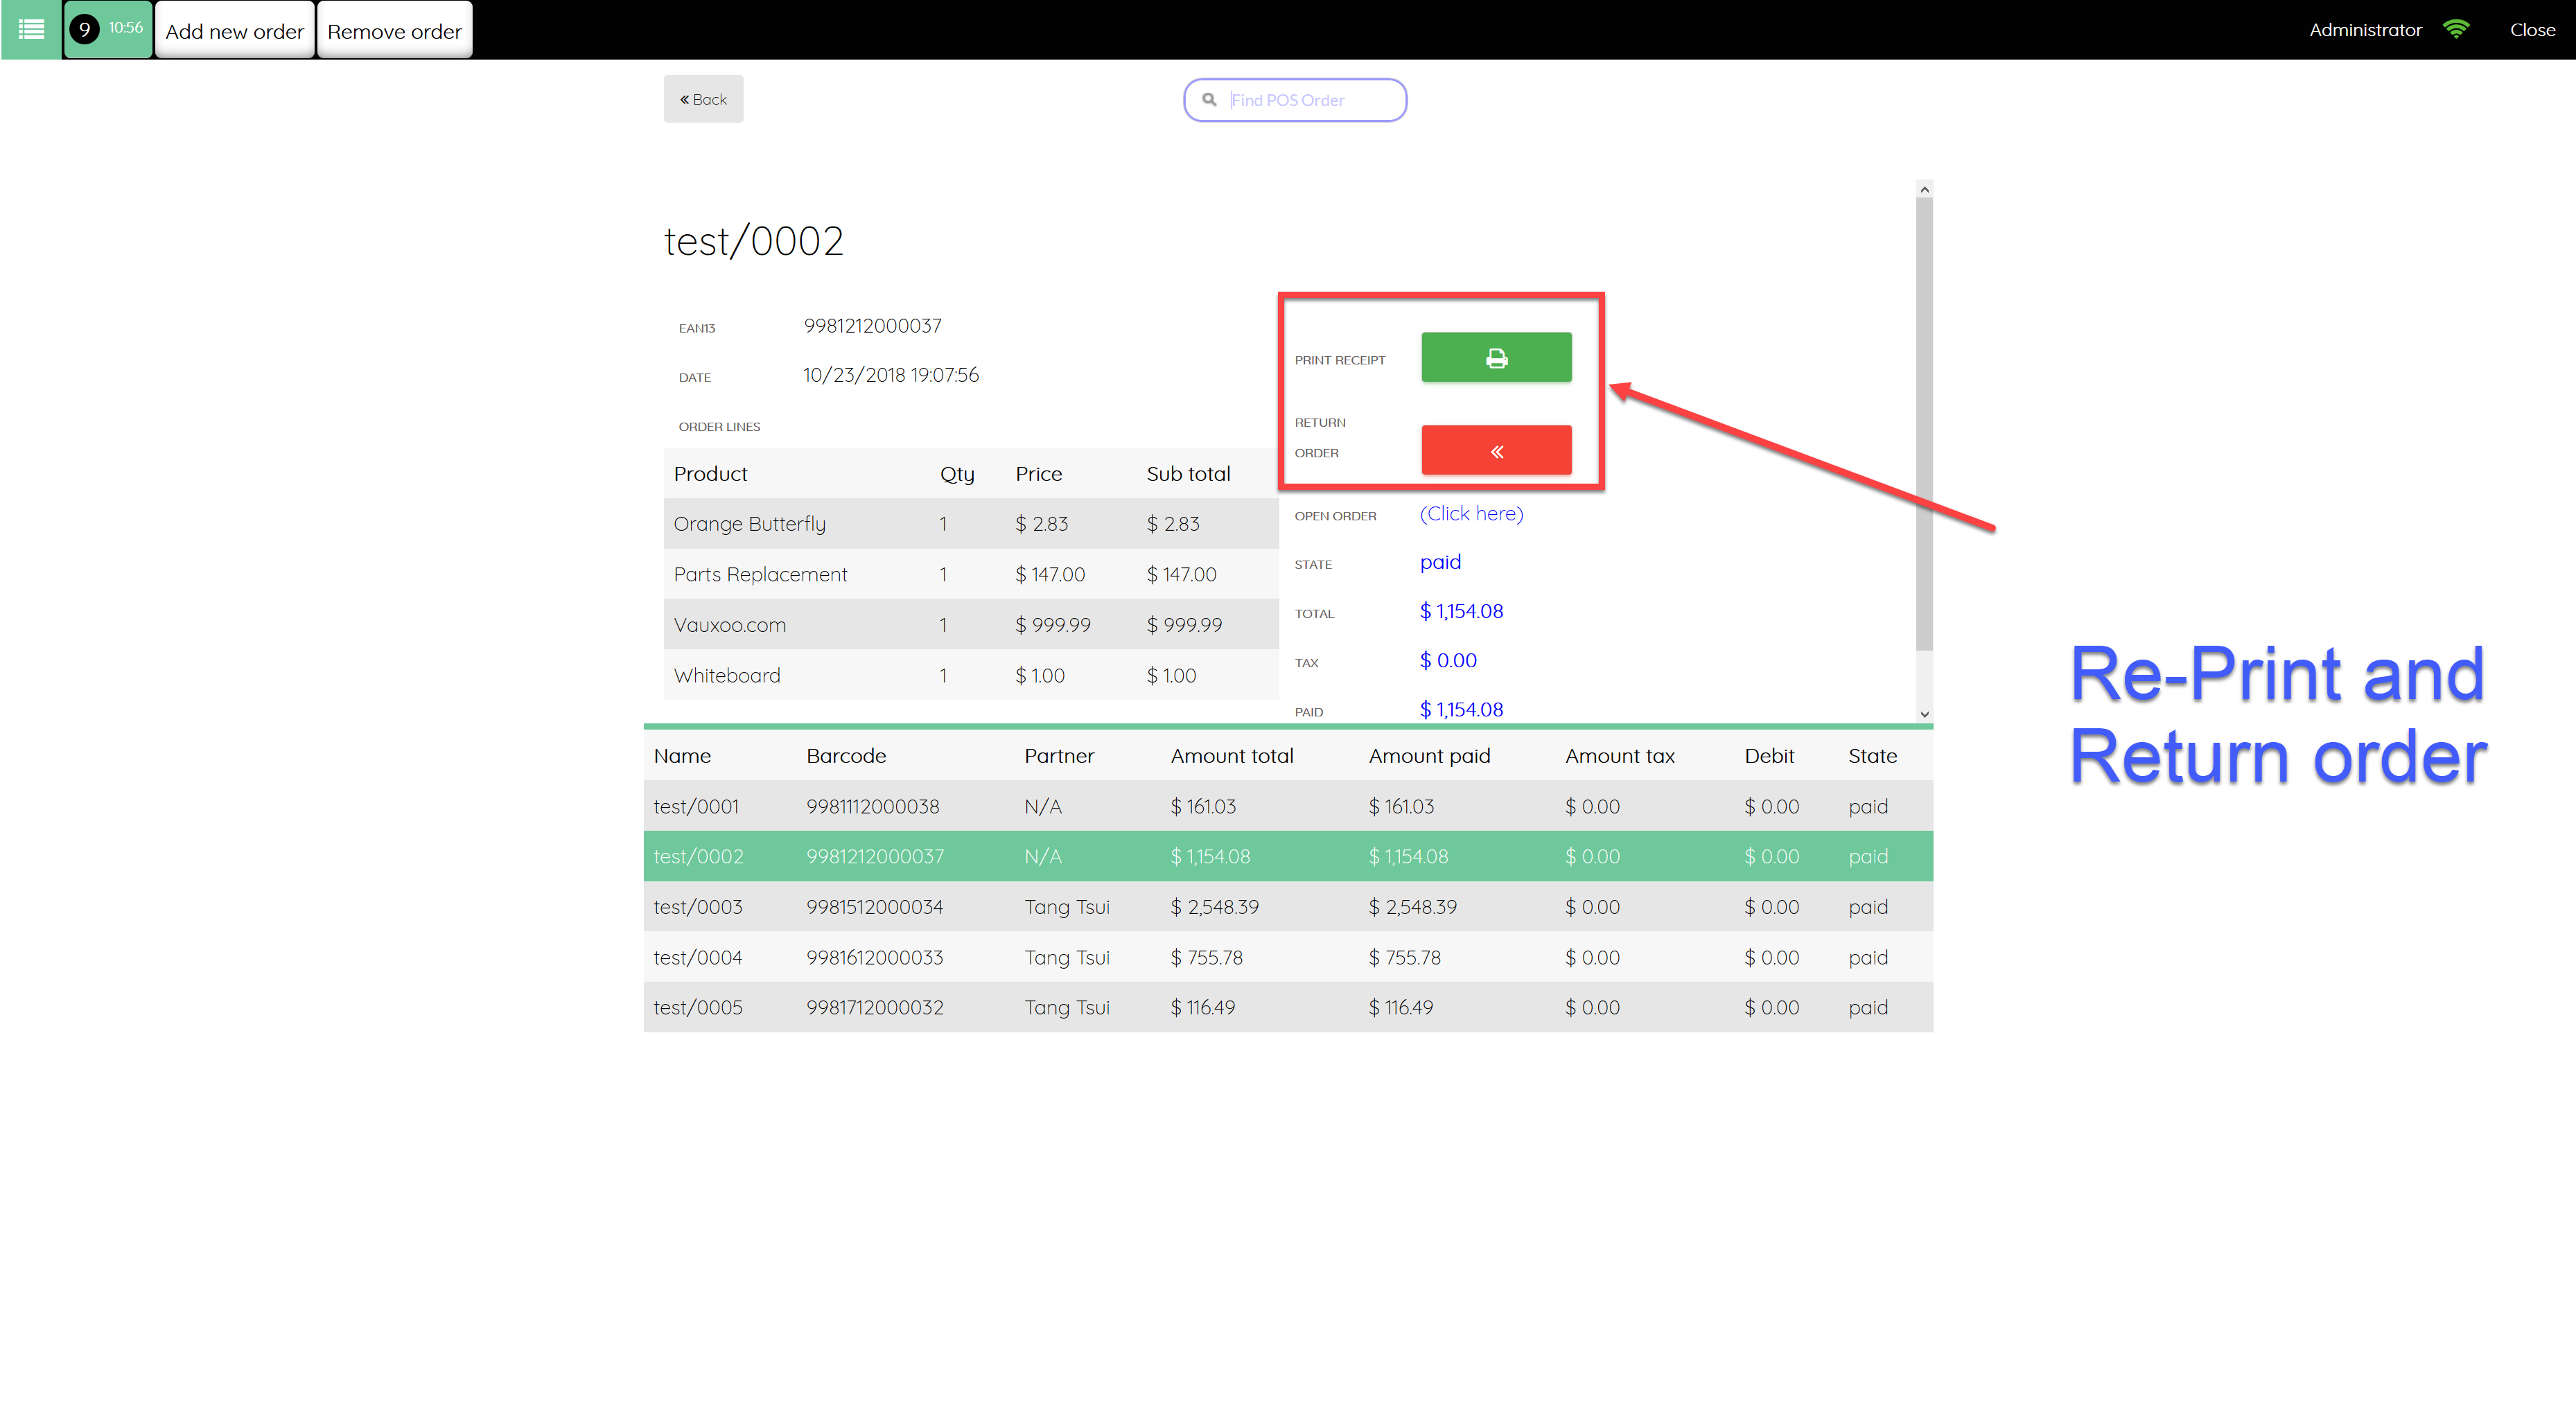 9 10:56 Add new order Remove order Administrator Close
« Back Find POS Order
test/0002
EAN13 9981212000037
DATE 10/23/2018 19:07:56
ORDER LINES
Product Qty Price Sub total
Orange Butterfly 1 $ 2.83 $ 2.83
Parts Replacement 1 $ 147.00 $ 147.00
Vauxoo.com 1 $ 999.99 $ 999.99
Whiteboard 1 $ 1.00 $ 1.00
PRINT RECEIPT
RETURN
ORDER «
OPEN ORDER (Click here)
STATE paid
TOTAL $ 1,154.08
TAX $ 0.00
PAID $ 1,154.08
Re-Print and
Return order
Name Barcode Partner Amount total Amount paid Amount tax Debit State
test/0001 9981112000038 N/A $ 161.03 $ 161.03 $ 0.00 $ 0.00 paid
test/0002 9981212000037 N/A $ 1,154.08 $ 1,154.08 $ 0.00 $ 0.00 paid
test/0003 9981512000034 Tang Tsui $ 2,548.39 $ 2,548.39 $ 0.00 $ 0.00 paid
test/0004 9981612000033 Tang Tsui $ 755.78 $ 755.78 $ 0.00 $ 0.00 paid
test/0005 9981712000032 Tang Tsui $ 116.49 $ 116.49 $ 0.00 $ 0.00 paid